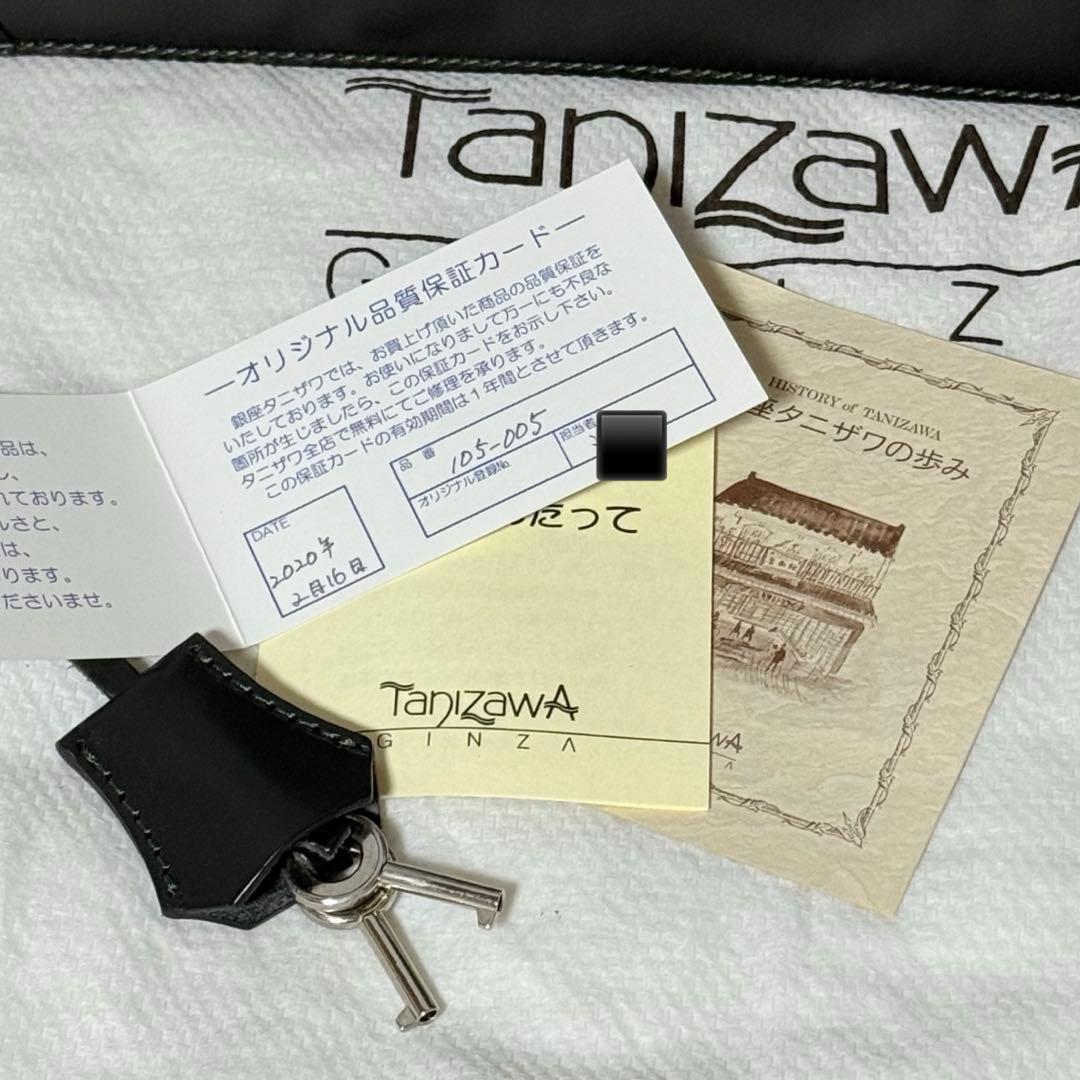 TanizawA
Z
―オリジナル品質保証カード―
銀座タニザワでは、お買上げ頂いた商品の品質保証を
いたしております。お使いになりまして万一にも不良な
箇所が生じましたら、この保証カードをお示し下さい。
タニザワ全店で無料にてご修理を承ります。
この保証カードの有効期間は1年間とさせて頂きます。
品番 105-005
担当者
オリジナル登録No.
DATE
2020年
2月16日
品は、
し、
れております。
しさと、
は、
ります。
ださいませ。
だって
TanizawA
GINZA
HISTORY of TANIZAWA
座タニザワの歩み